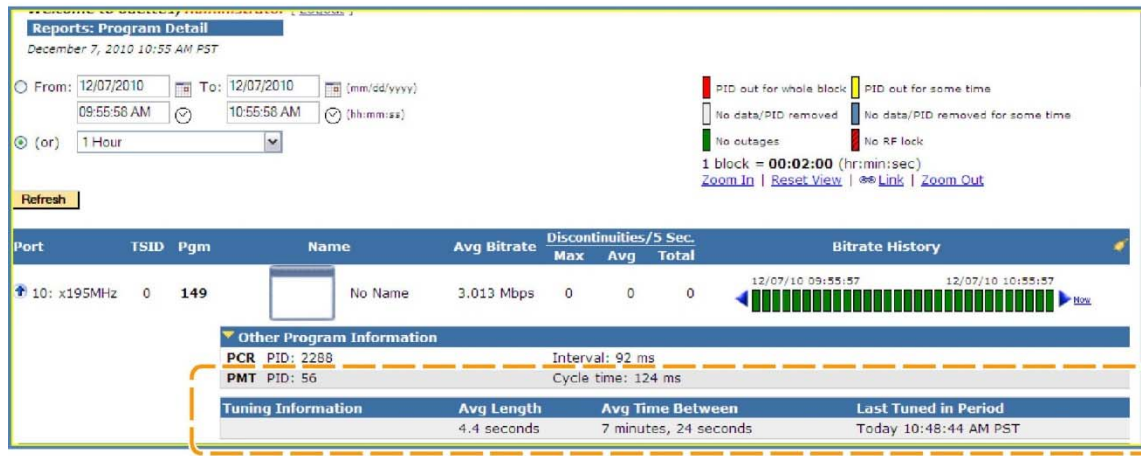 Reports: Program Detail
December 7, 2010 10:55 AM PST
From: 12/07/2010 To: 12/07/2010 (mm/dd/yyyy)
09:55:58 AM 10:55:58 AM (hh:mm:ss)
(or) 1 Hour
Refresh
PID out for whole block PID out for some time
No data/PID removed No data/PID removed for some time
No outages No RF lock
1 block = 00:02:00 (hr:min:sec)
Zoom In | Reset View | Link | Zoom Out
Port TSID Pgm Name Avg Bitrate Discontinuities/5 Sec. Bitrate History
Max Avg Total
12/07/10 09:55:57 12/07/10 10:55:57
10: x195MHz 0 149 No Name 3.013 Mbps 0 0 0 Now
Other Program Information
PCR PID: 2288 Interval: 92 ms
PMT PID: 56 Cycle time: 124 ms
Tuning Information Avg Length Avg Time Between Last Tuned in Period
4.4 seconds 7 minutes, 24 seconds Today 10:48:44 AM PST